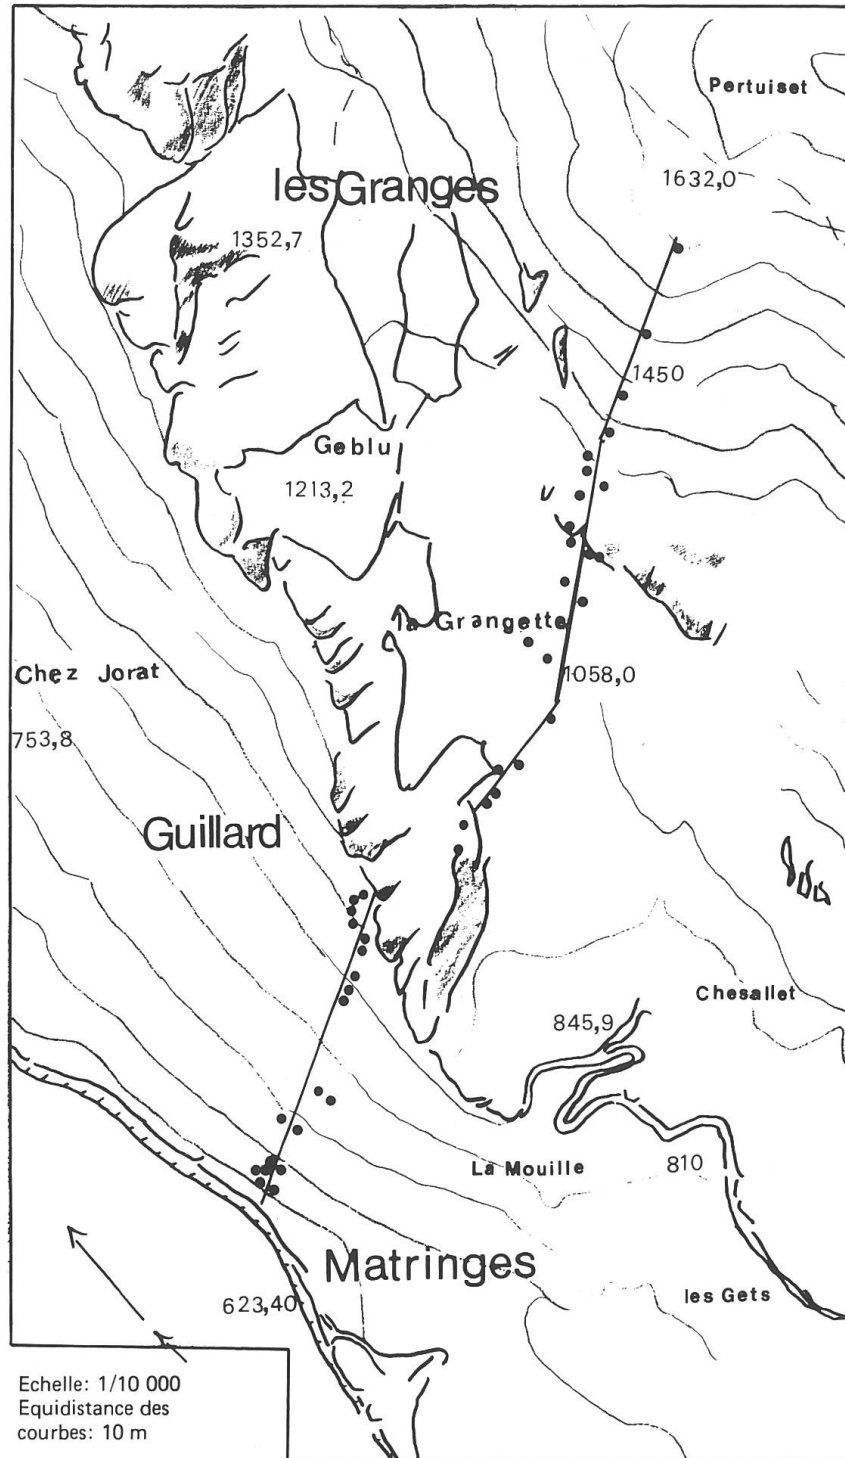 Pertuiset
1632,0
les Granges
1352,7
1450
Geblu
1213,2
la Grangette
1058,0
Chez Jorat
753,8
Guillard
Chesallet
845,9
La Mouille
810
Matringes
les Gets
623,40
Echelle: 1/10 000
Equidistance des
courbes: 10 m